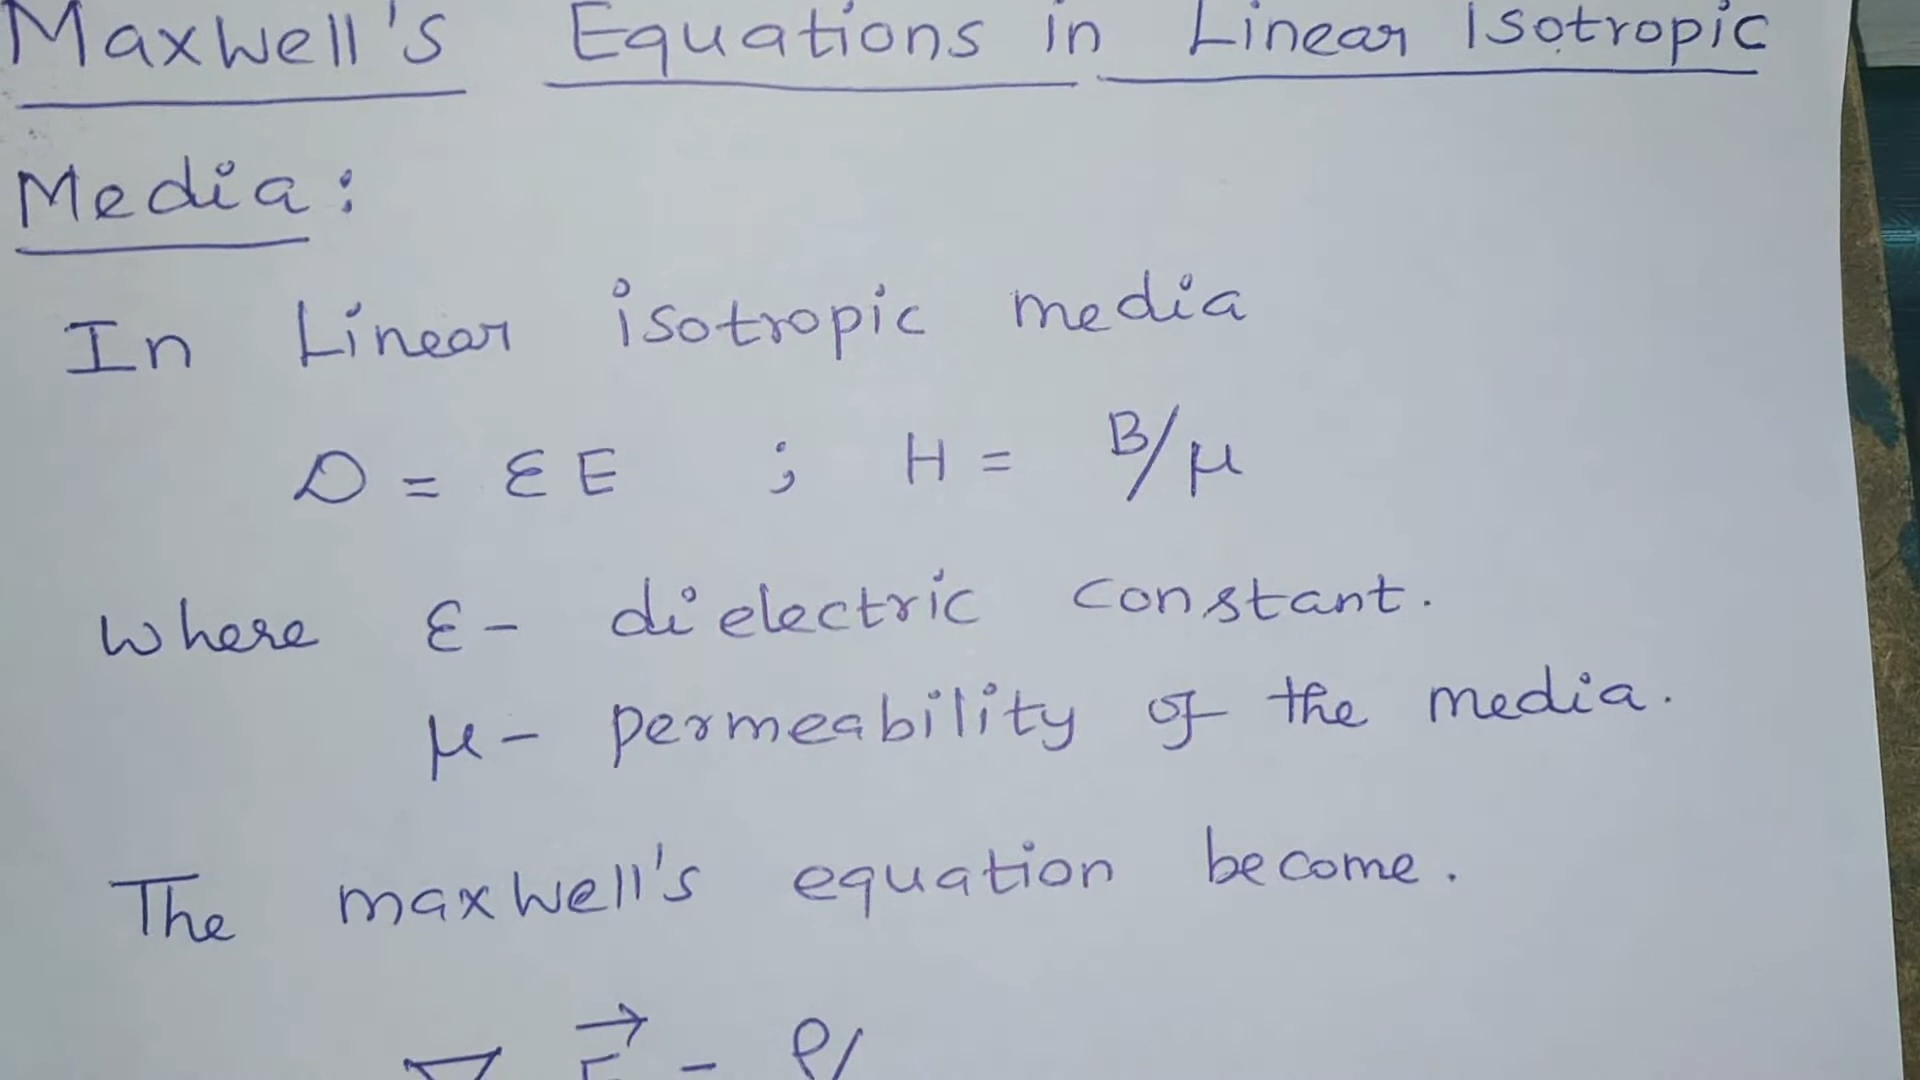 Maxwell's Equations in Linear Isotropic
Media:
In Linear isotropic media
D = εE ; H = B/μ
where ε- dielectric constant.
μ- permeability of the media.
The maxwell's equation become.